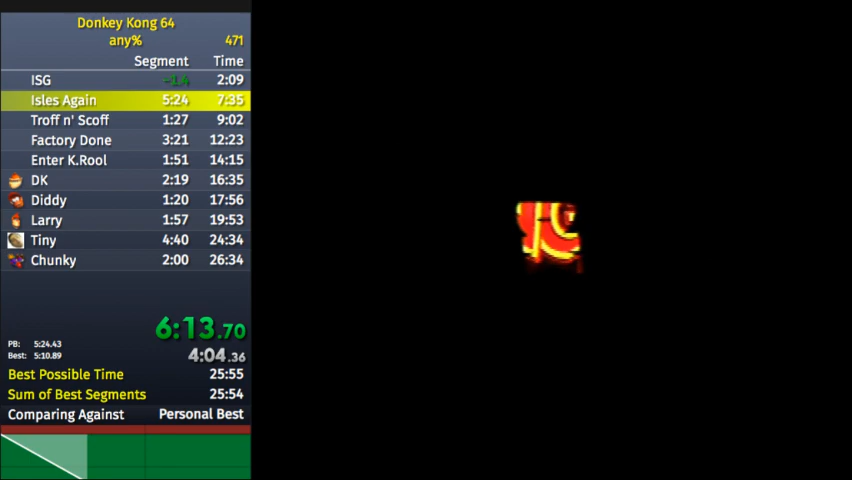 Donkey Kong 64
any% 471
Segment Time
ISG -1.4 2:09
Isles Again 5:24 7:35
Troff n' Scoff 1:27 9:02
Factory Done 3:21 12:23
Enter K.Rool 1:51 14:15
DK 2:19 16:35
Diddy 1:20 17:56
Larry 1:57 19:53
Tiny 4:40 24:34
Chunky 2:00 26:34
6:13.70
PB: 5:24.43
Best: 5:10.89
4:04.36
Best Possible Time 25:55
Sum of Best Segments 25:54
Comparing Against Personal Best